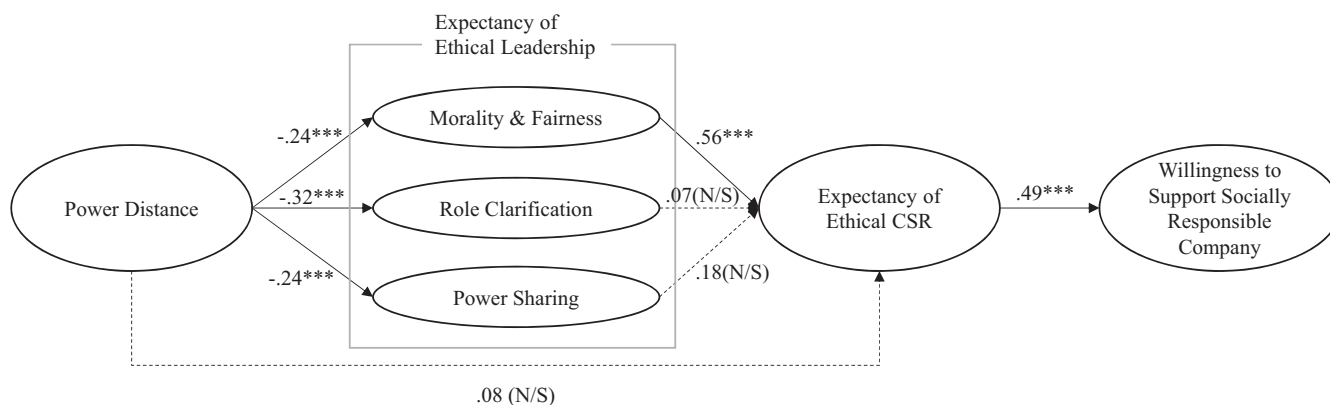 Expectancy of
Ethical Leadership
Morality & Fairness
-.24***
.56***
Power Distance
-.32***
Role Clarification
.07(N/S)
Expectancy of
Ethical CSR
.49***
Willingness to
Support Socially
Responsible
Company
-.24***
Power Sharing
.18(N/S)
.08 (N/S)